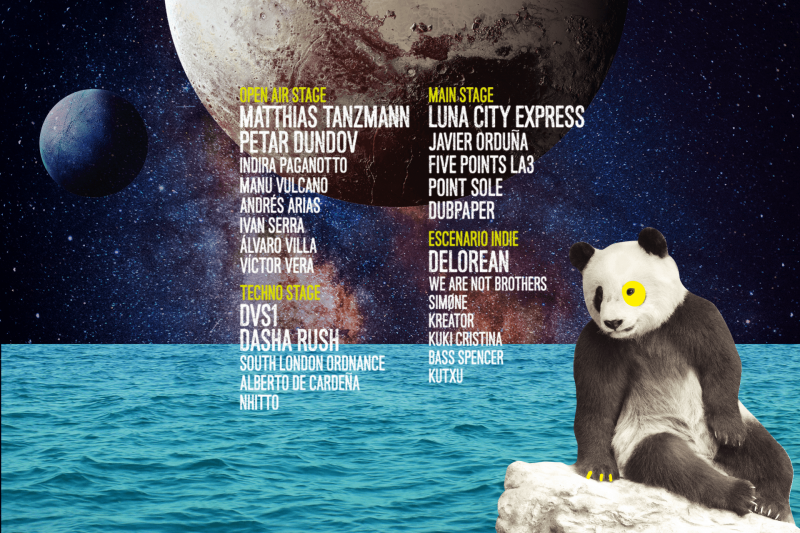 OPEN AIR STAGE
MATTHIAS TANZMANN
PETAR DUNDOV
INDIRA PAGANOTTO
MANU VULCANO
ANDRÉS ARIAS
IVAN SERRA
ÁLVARO VILLA
VÍCTOR VERA
TECHNO STAGE
DVS1
DASHA RUSH
SOUTH LONDON ORDNANCE
ALBERTO DE CARDEÑA
NHITTO
MAIN STAGE
LUNA CITY EXPRESS
JAVIER ORDUÑA
FIVE POINTS LA3
POINT SOLE
DUBPAPER
ESCENARIO INDIE
DELOREAN
WE ARE NOT BROTHERS
SIMØNE
KREATOR
KUKI CRISTINA
BASS SPENCER
KUTXU